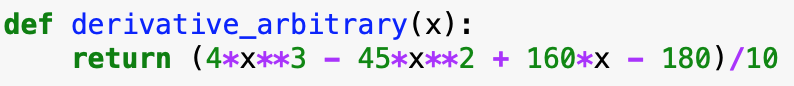 def derivative_arbitrary(x):
    return (4*x**3 - 45*x**2 + 160*x - 180)/10